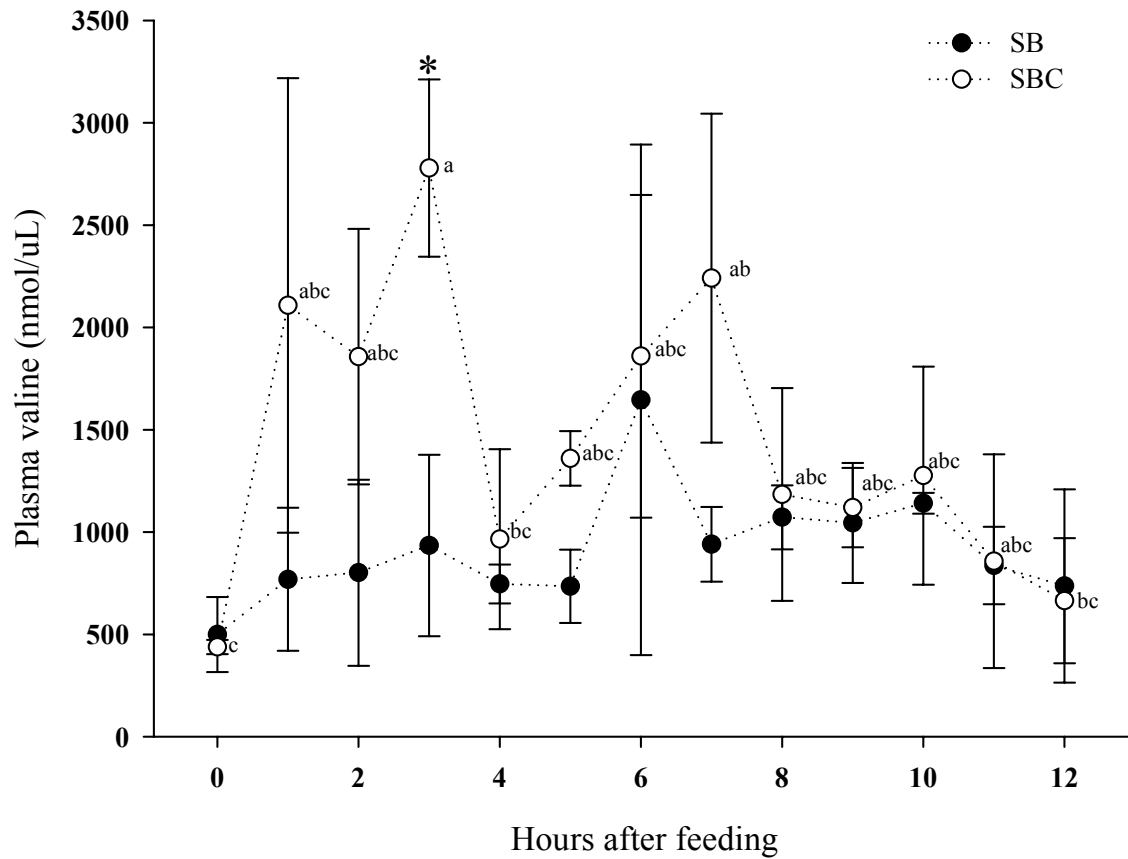 3500
3000
2500
2000
1500
1000
500
0
Plasma valine (nmol/uL)
SB
SBC
*
a
abc
abc
ab
abc
abc
bc
abc
abc
abc
abc
c
bc
0 2 4 6 8 10 12
Hours after feeding